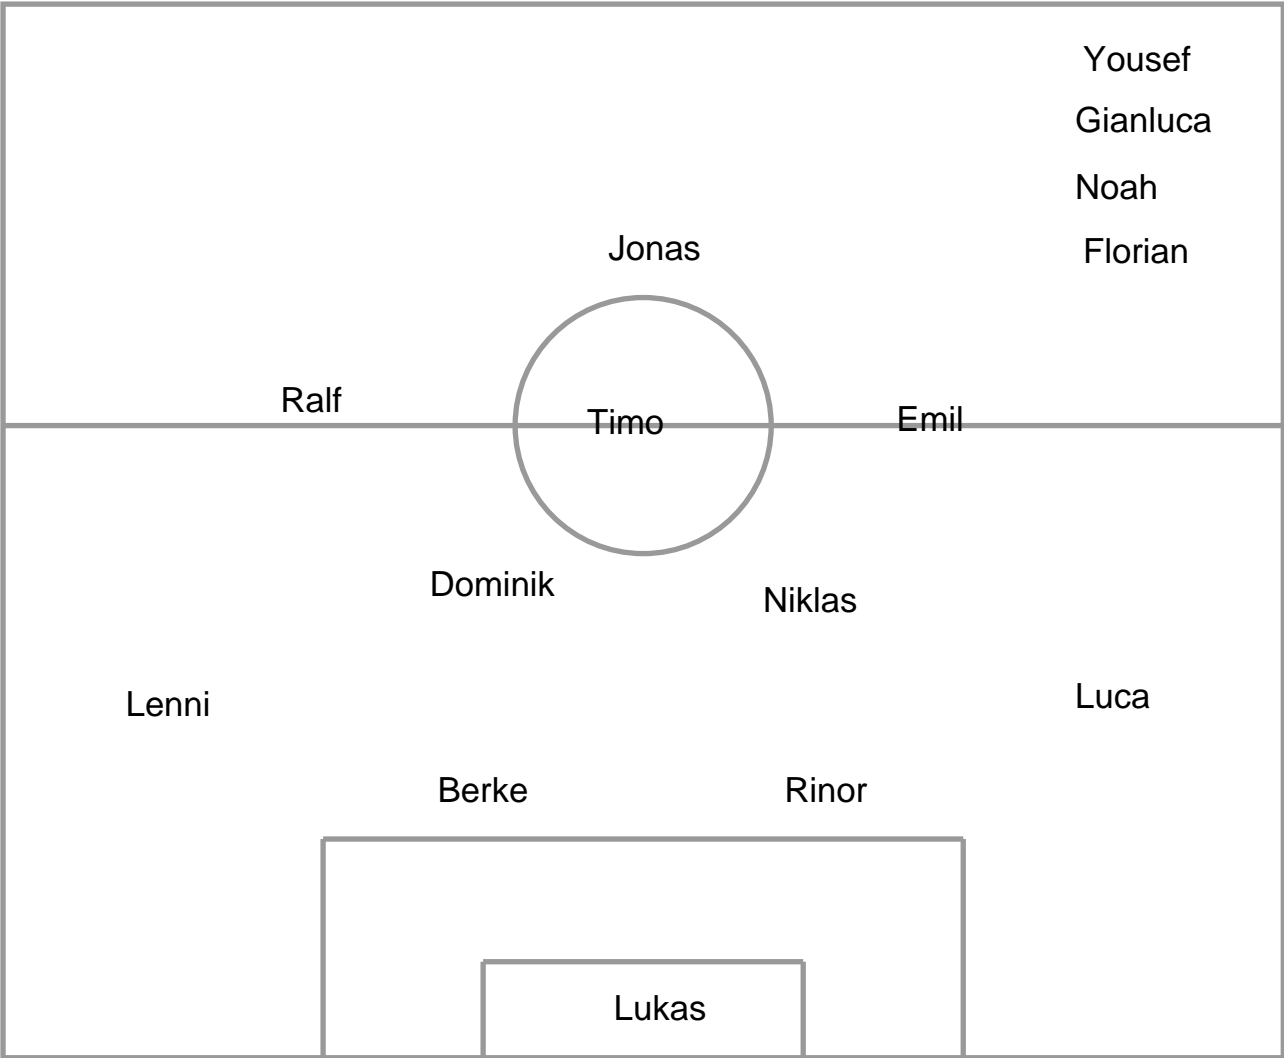 Yousef
Gianluca
Noah
Jonas
Florian
Ralf
Timo
Emil
Dominik
Niklas
Lenni
Luca
Berke
Rinor
Lukas